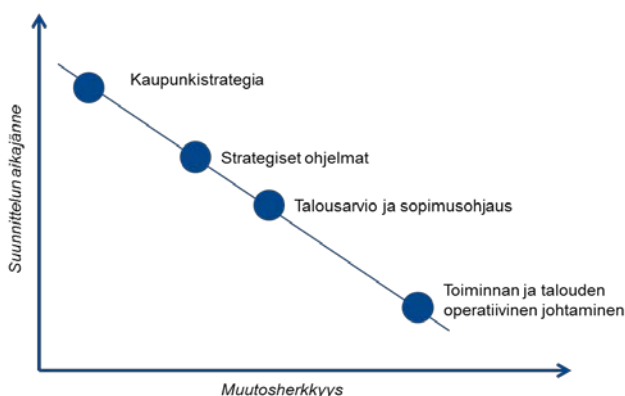 Kaupunkistrategia
Strategiset ohjelmat
Talousarvio ja sopimusohjaus
Toiminnan ja talouden
operatiivinen johtaminen
Suunnittelun aikajänne
Muutosherkkyys